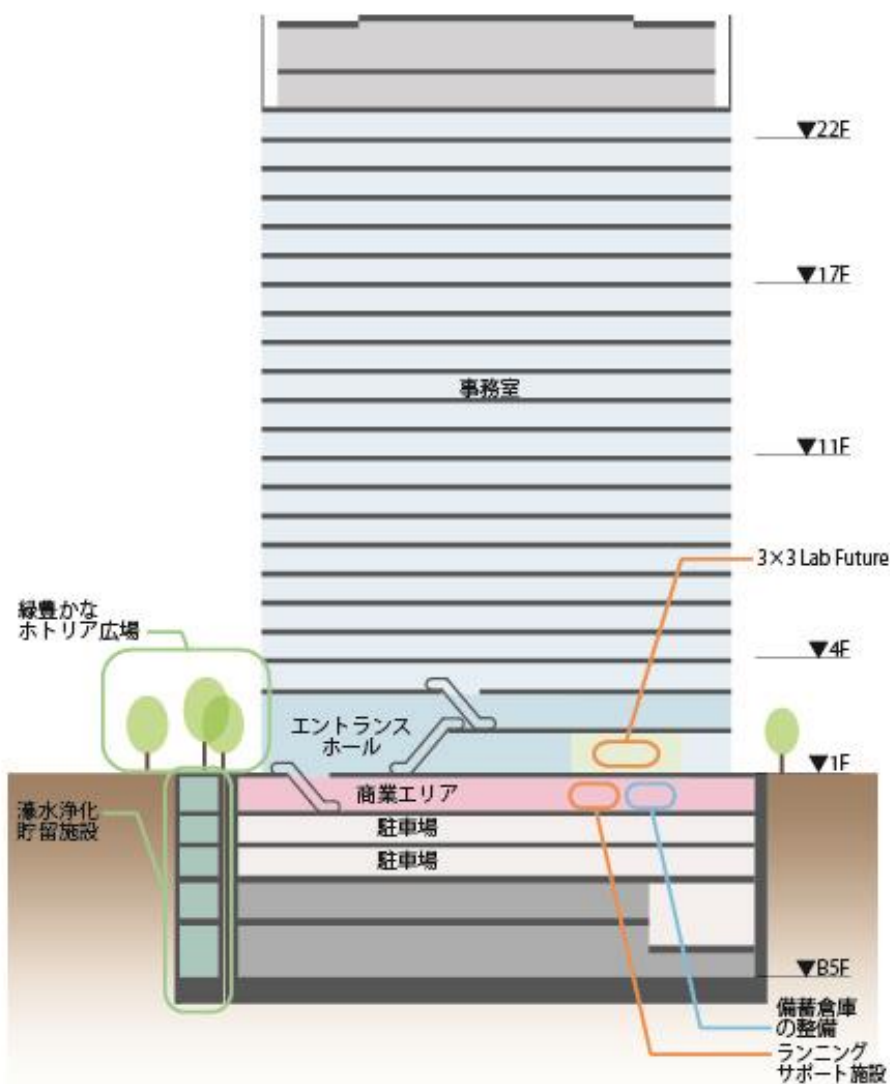 ▼22F
▼17F
事務室
▼11F
3×3 Lab Future
緑豊かな
ホトリア広場
▼4F
エントランス
ホール
▼1F
商業エリア
濠水浄化
貯留施設
駐車場
駐車場
▼B5F
備蓄倉庫
の整備
ランニング
サポート施設